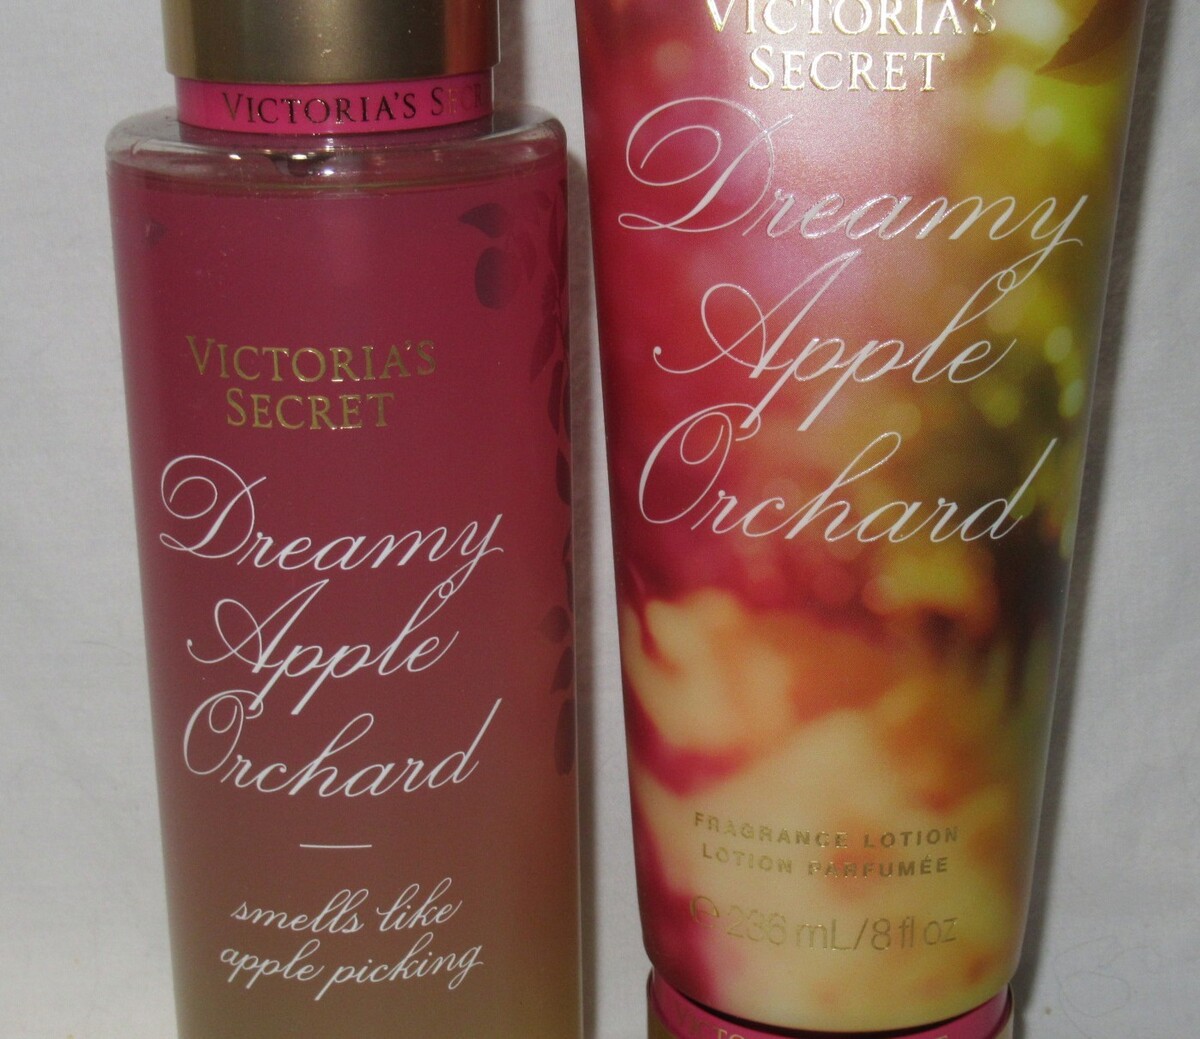 VICTORIA'S SEC
VICTORIA'S
SECRET
Dreamy
Apple
Orchard
smells like
apple picking
VICTORIA'S
SECRET
Dreamy
Apple
Orchard
FRAGRANCE LOTION
LOTION PARFUMÉE
℮ 236 mL/8 fl oz